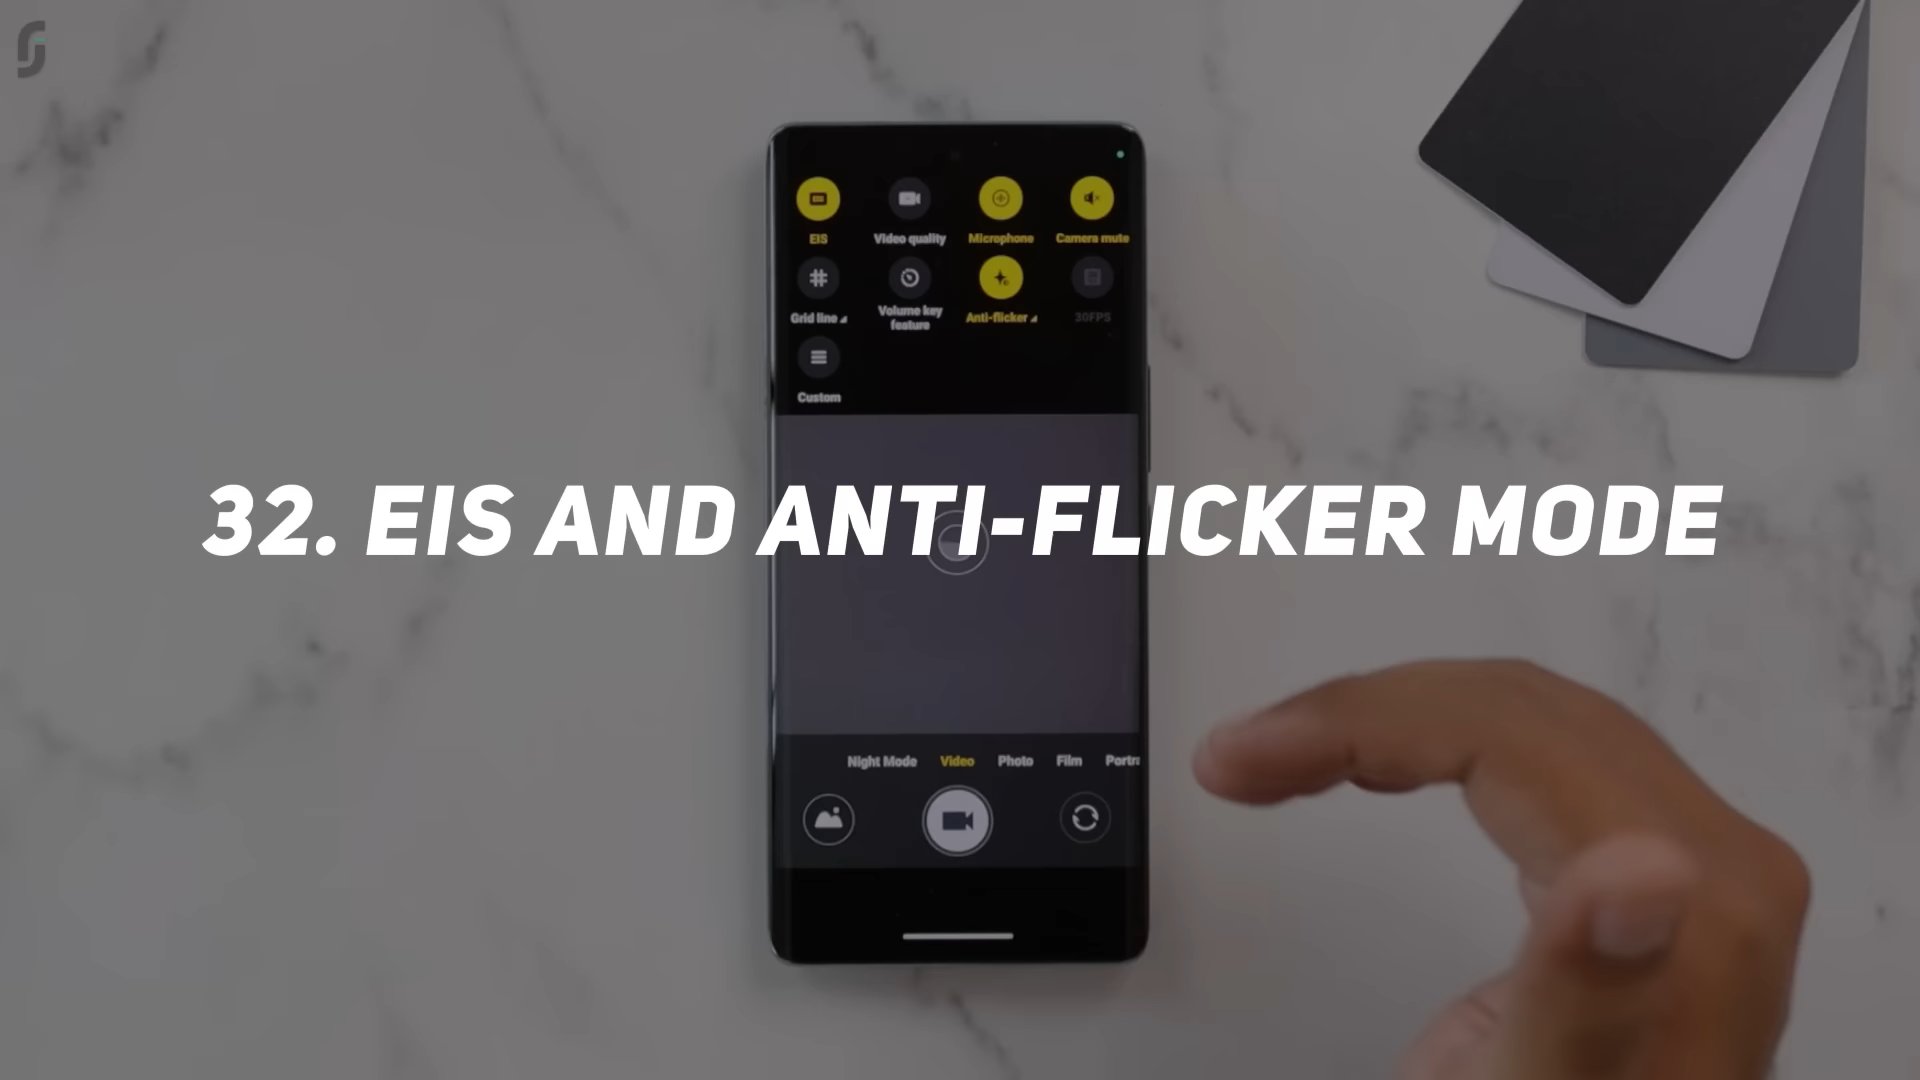 EIS
Video quality
Microphone
Camera mute
Grid line
Volume key
feature
Anti-flicker
30FPS
Custom
32. EIS AND ANTI-FLICKER MODE
Night Mode Video Photo Film Portra